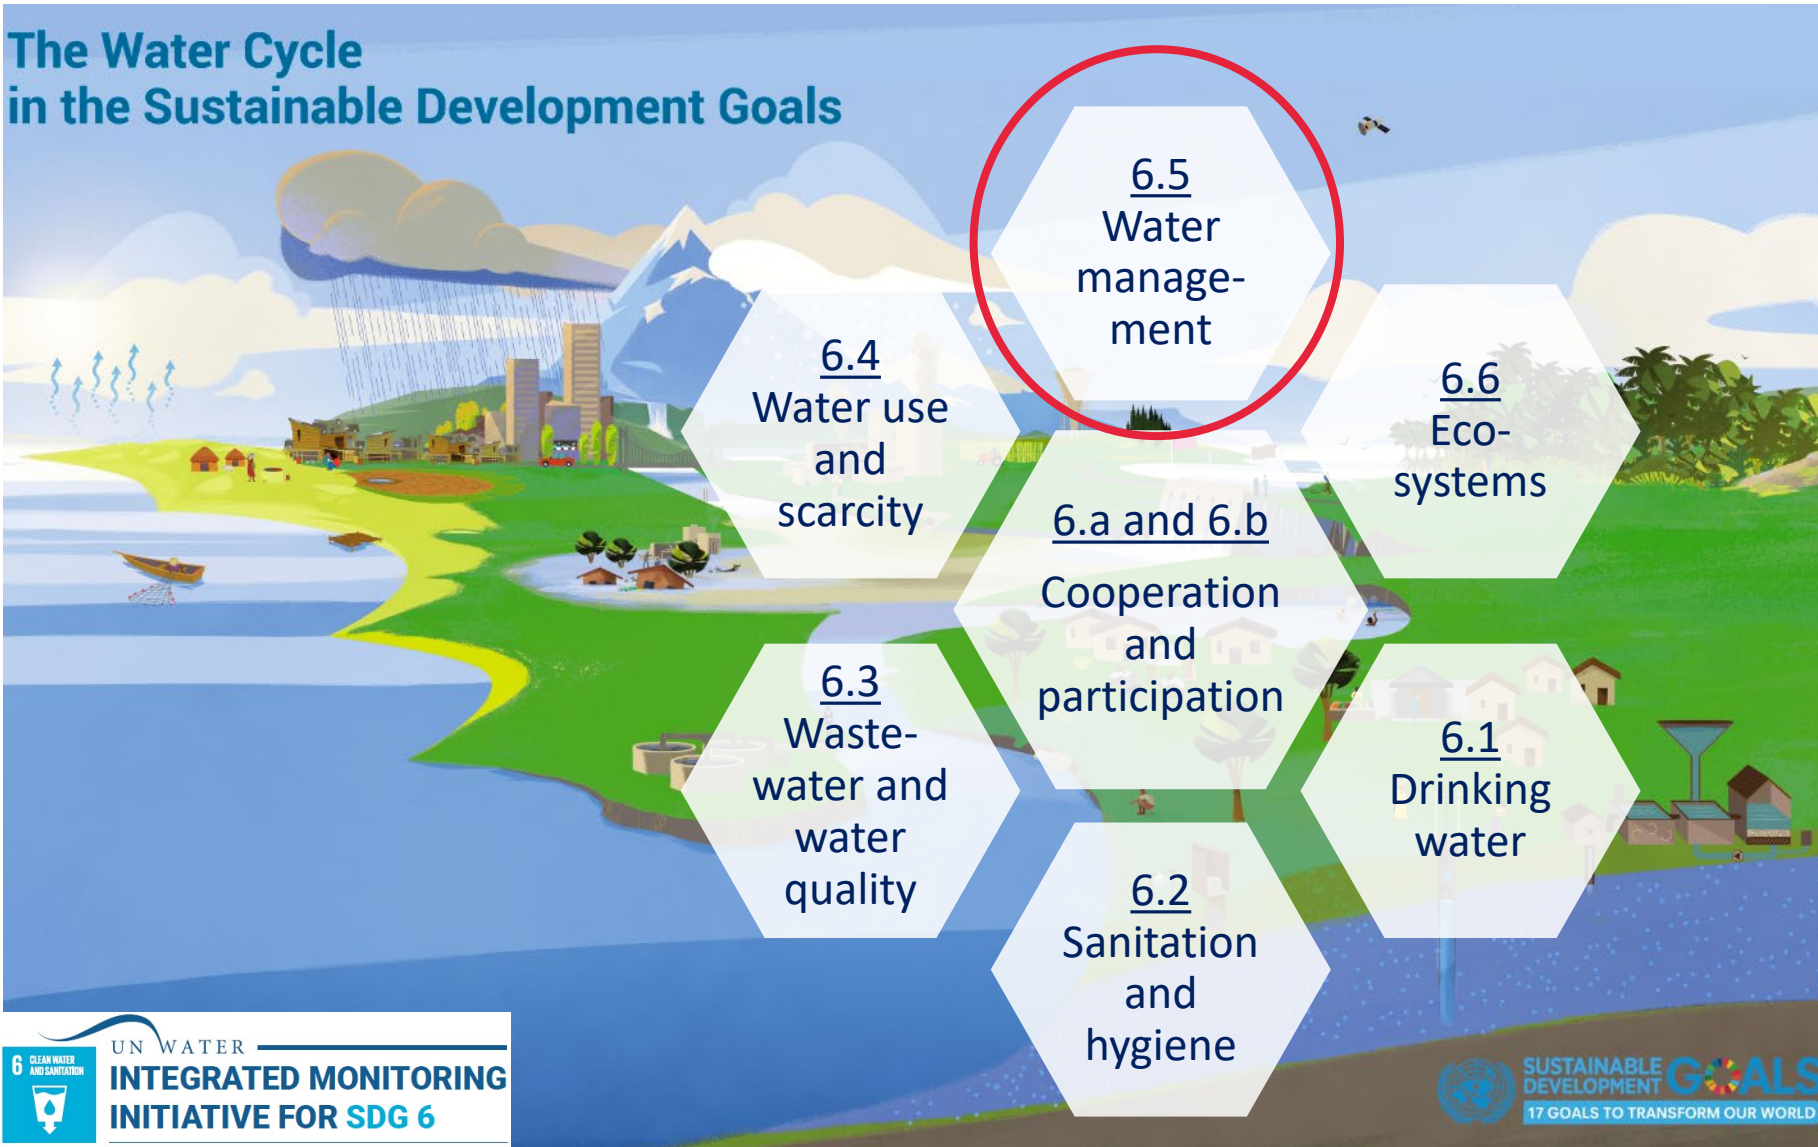 The Water Cycle
in the Sustainable Development Goals
6.5
Water
manage-
ment
6.4
Water use
and
scarcity
6.6
Eco-
systems
6.a and 6.b
Cooperation
and
participation
6.3
Waste-
water and
water
quality
6.1
Drinking
water
6.2
Sanitation
and
hygiene
6 CLEAN WATER
AND SANITATION
UN WATER
INTEGRATED MONITORING
INITIATIVE FOR SDG 6
SUSTAINABLE
DEVELOPMENT GOALS
17 GOALS TO TRANSFORM OUR WORLD